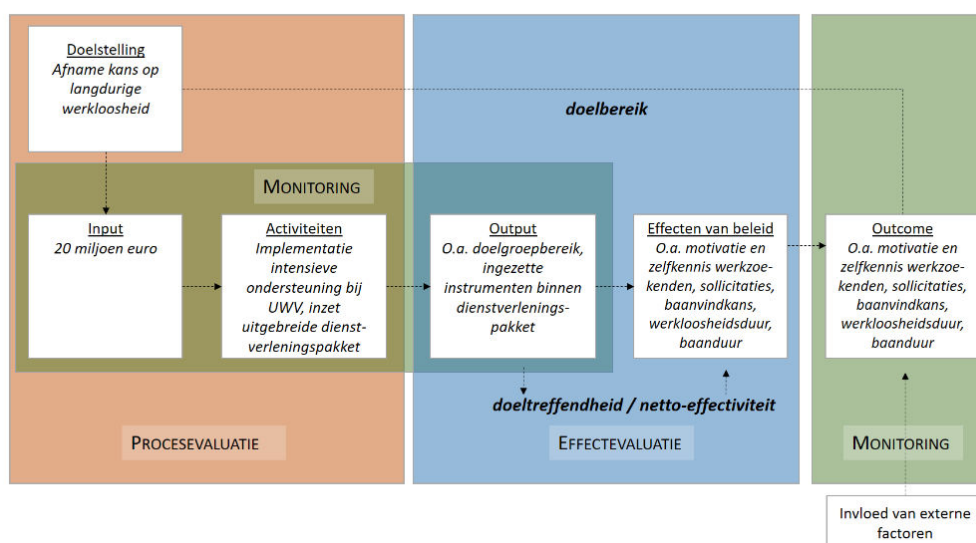 Doelstelling
Afname kans op
langdurige
werkloosheid
doelbereik
MONITORING
Input
20 miljoen euro
Activiteiten
Implementatie
intensieve
ondersteuning bij
UWV, inzet
uitgebreide dienst-
verleningspakket
Output
O.a. doelgroepbereik,
ingezette
instrumenten binnen
dienstverlenings-
pakket
Effecten van beleid
O.a. motivatie en
zelfkennis werkzoe-
kenden, sollicitaties,
baanvindkans,
werkloosheidsduur,
baanduur
Outcome
O.a. motivatie en
zelfkennis werkzoe-
kenden, sollicitaties,
baanvindkans,
werkloosheidsduur,
baanduur
doeltreffendheid / netto-effectiviteit
PROCESEVALUATIE
EFFECTEVALUATIE
MONITORING
Invloed van externe
factoren